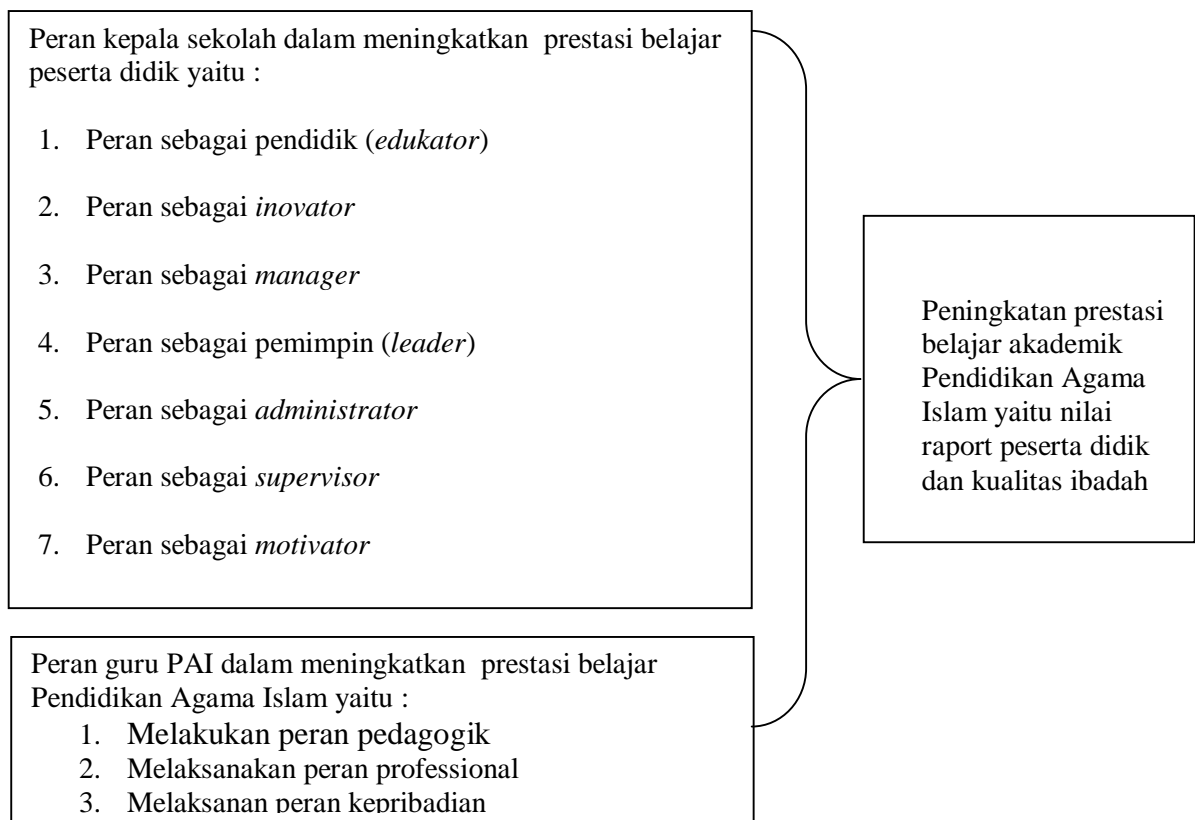 Peran kepala sekolah dalam meningkatkan prestasi belajar
peserta didik yaitu :
1. Peran sebagai pendidik (edukator)
2. Peran sebagai inovator
3. Peran sebagai manager
4. Peran sebagai pemimpin (leader)
5. Peran sebagai administrator
6. Peran sebagai supervisor
7. Peran sebagai motivator
Peran guru PAI dalam meningkatkan prestasi belajar
Pendidikan Agama Islam yaitu :
1. Melakukan peran pedagogik
2. Melaksanakan peran professional
3. Melaksanan peran kepribadian
Peningkatan prestasi
belajar akademik
Pendidikan Agama
Islam yaitu nilai
raport peserta didik
dan kualitas ibadah